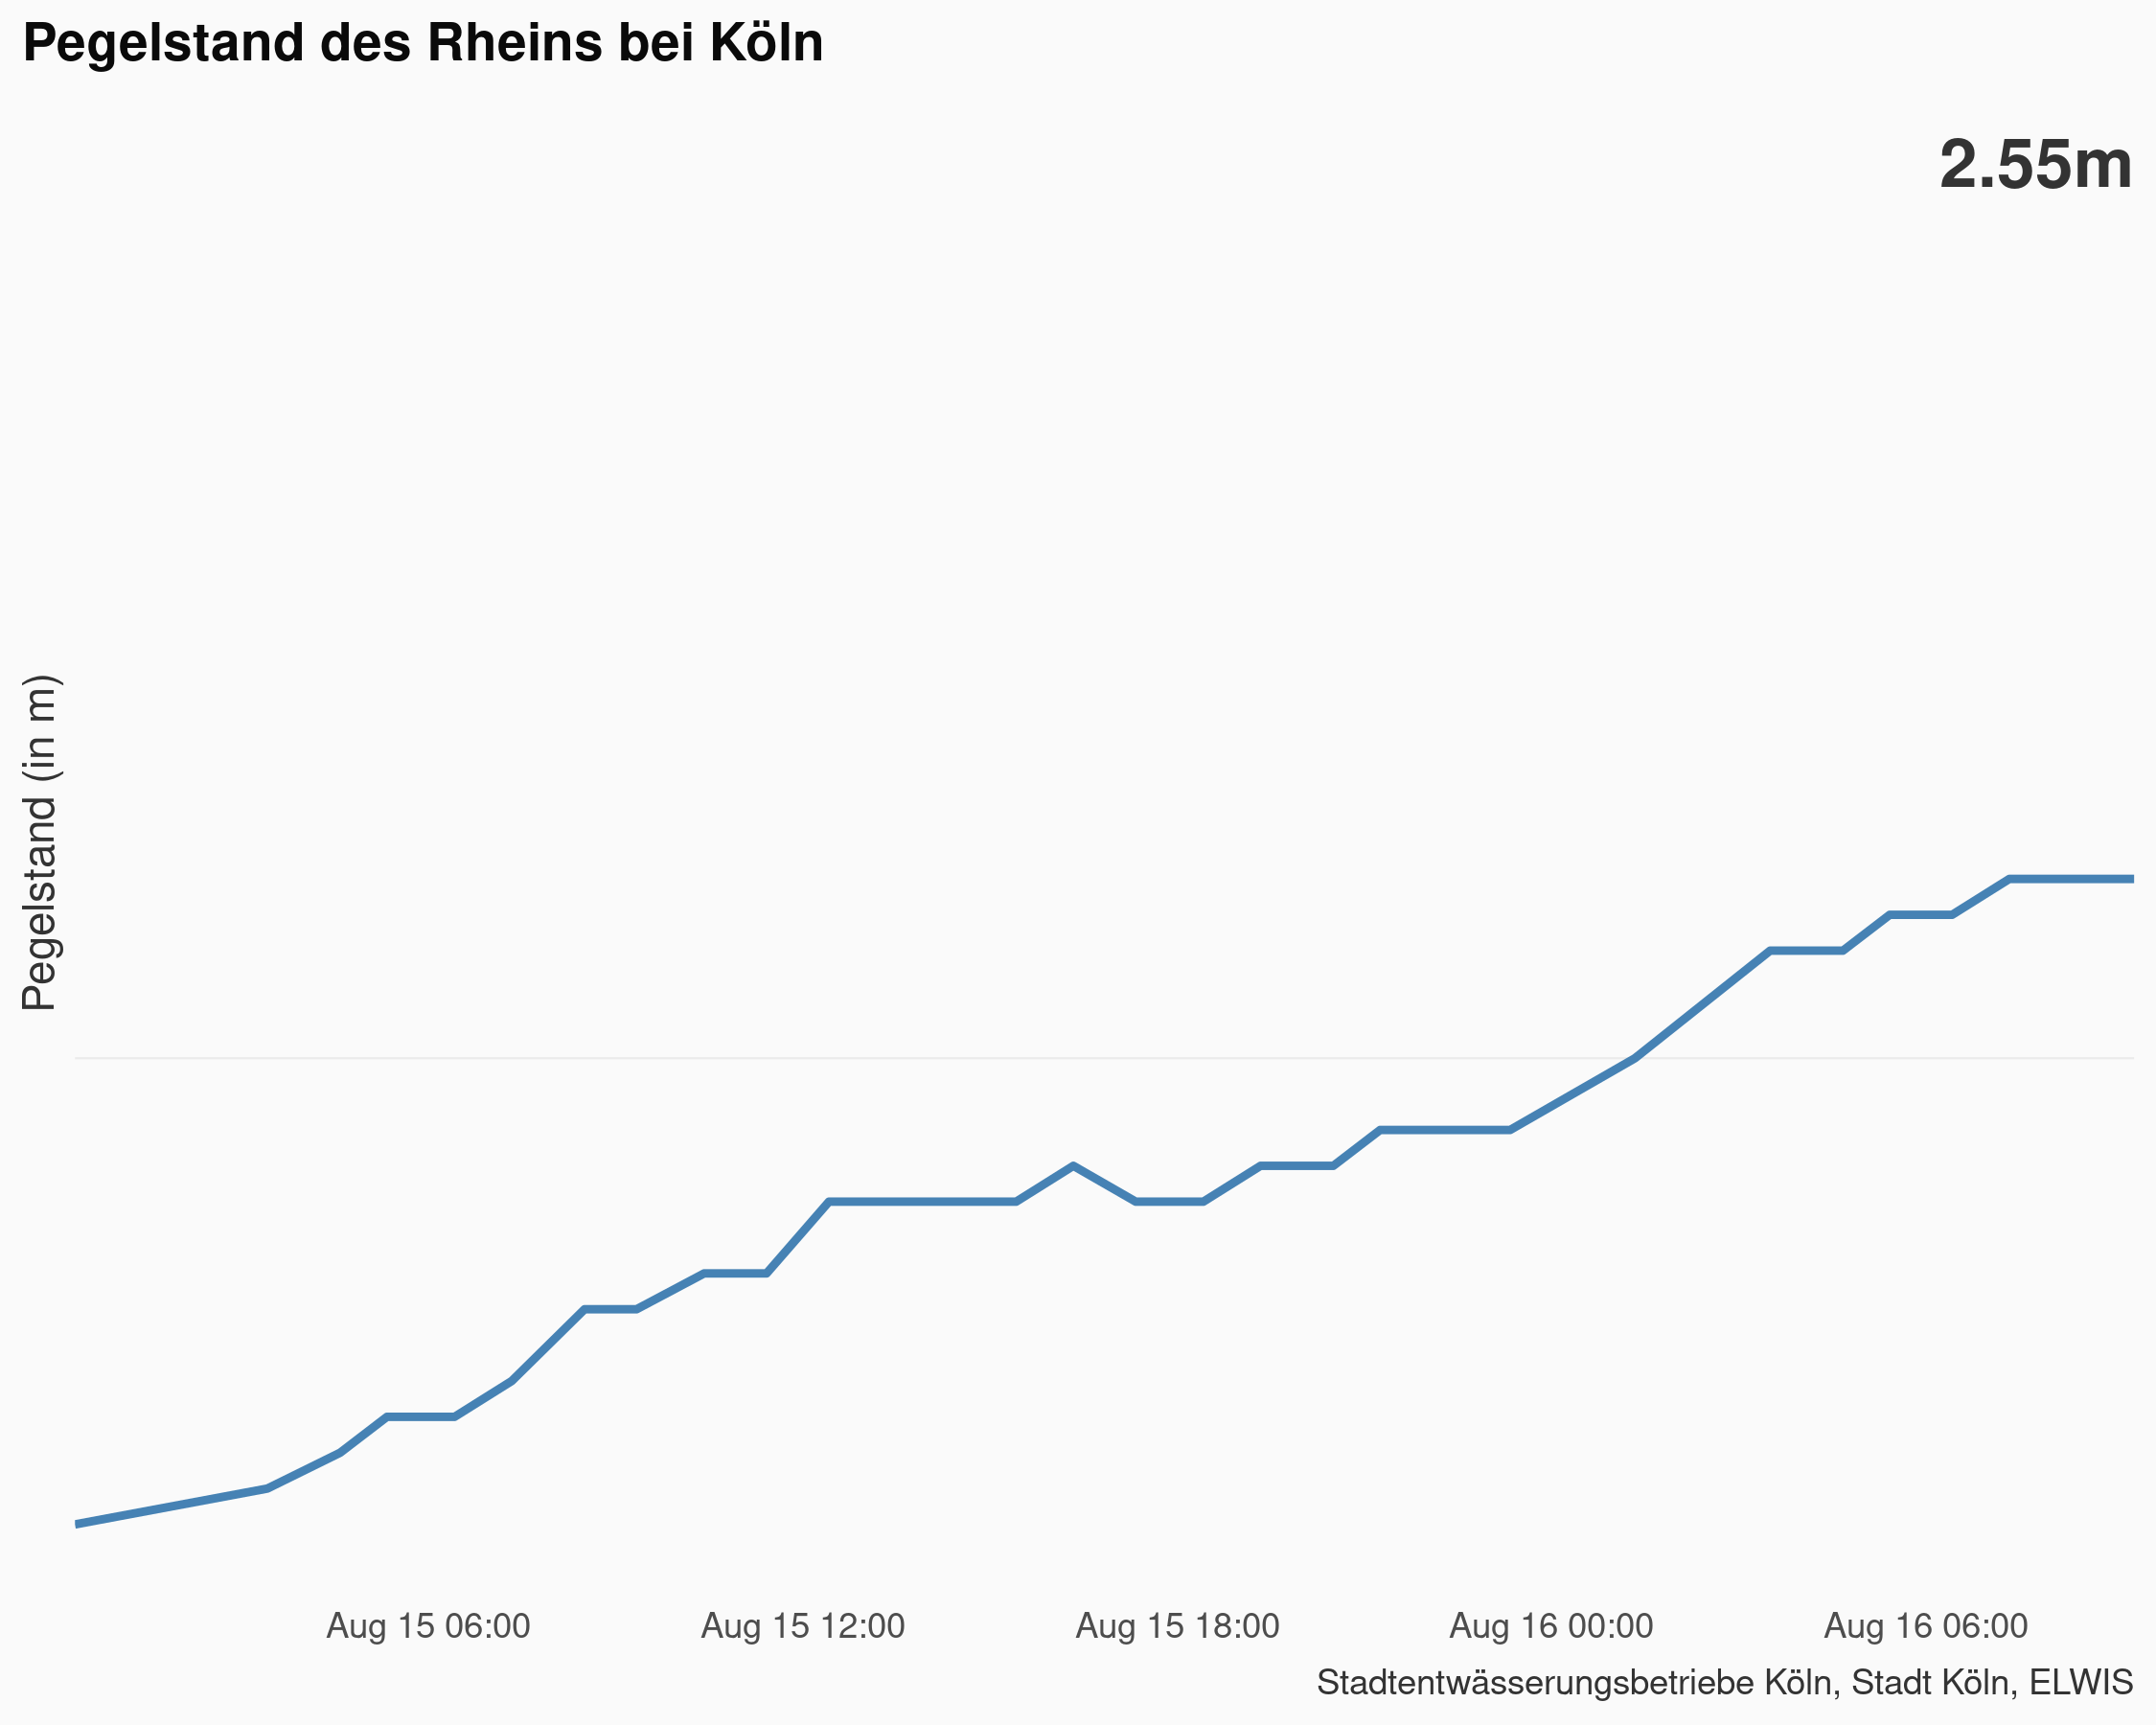 Pegelstand des Rheins bei Köln
2.55m
Pegelstand (in m)
Aug 15 06:00 Aug 15 12:00 Aug 15 18:00 Aug 16 00:00 Aug 16 06:00
Stadtentwässerungsbetriebe Köln, Stadt Köln, ELWIS